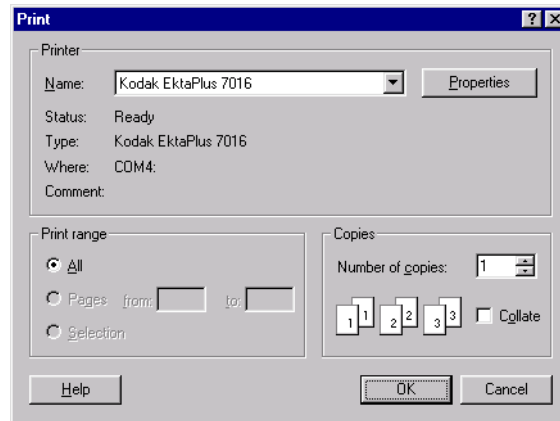 Print
Printer
Name: Kodak EktaPlus 7016 Properties
Status: Ready
Type: Kodak EktaPlus 7016
Where: COM4:
Comment:
Print range
All
Pages from: to:
Selection
Copies
Number of copies: 1
1 1 2 2 3 3 Collate
Help OK Cancel